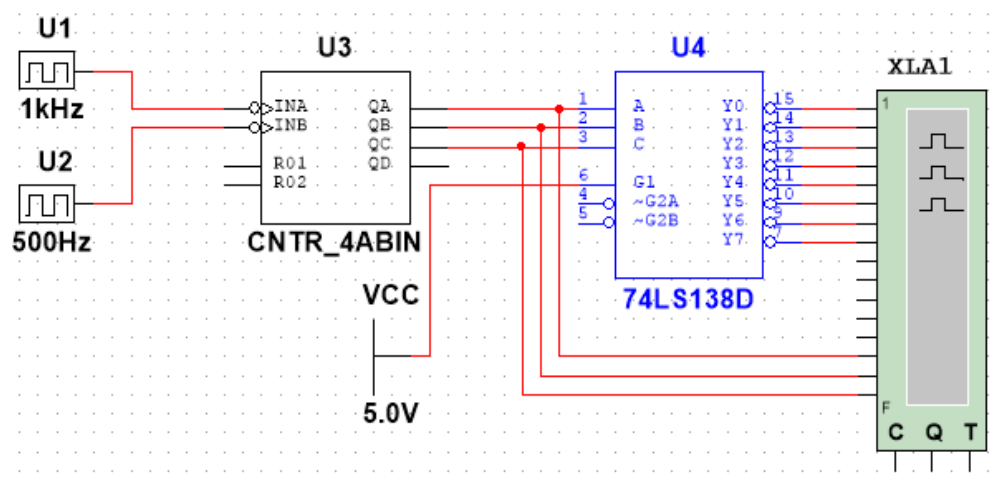 U1
1kHz
U2
500Hz
U3
INA QA
INB QB
QC
R01 QD
R02
CNTR_4ABIN
VCC
5.0V
U4
1 A Y0 15
2 B Y1 14
3 C Y2 13
Y3 12
6 G1 Y4 11
4 ~G2A Y5 10
5 ~G2B Y6 9
Y7 7
74LS138D
XLA1
1
F
C Q T